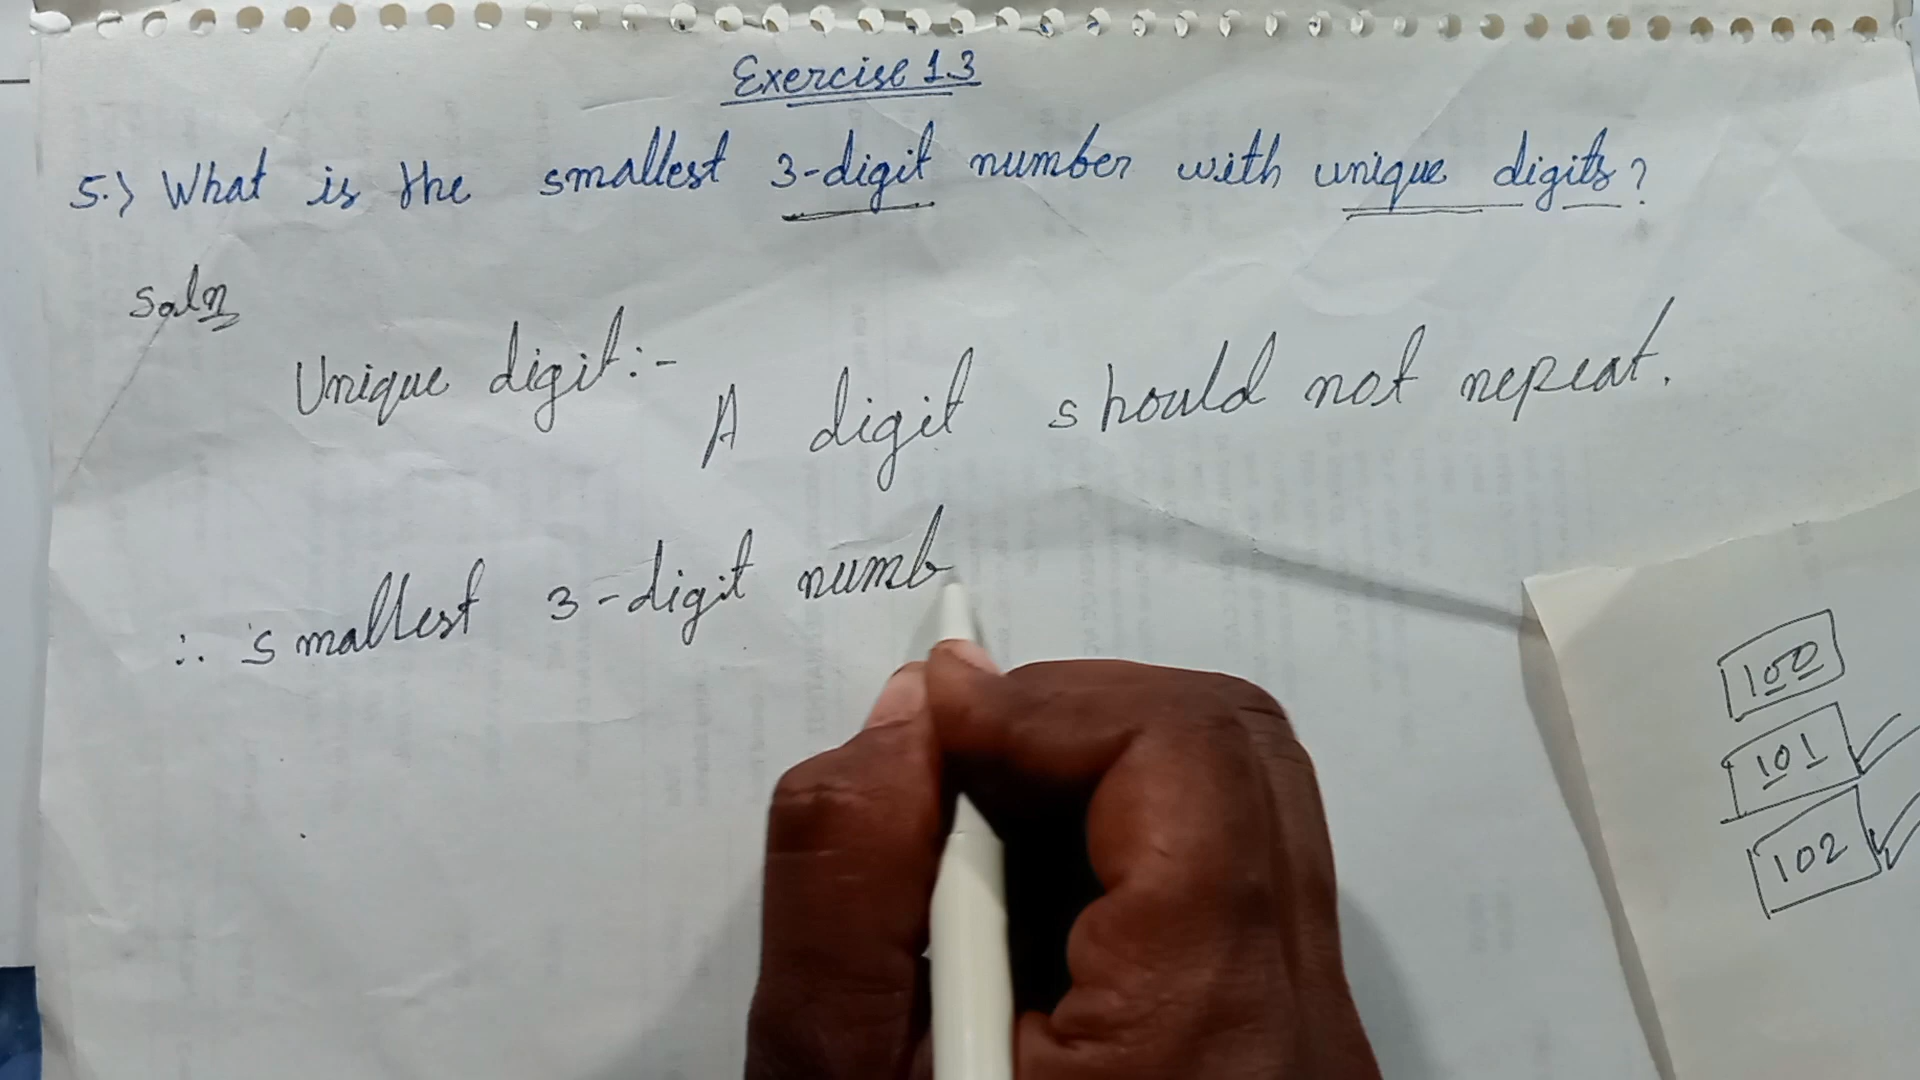 Exercise 1.3
5.) What is the smallest 3-digit number with unique digits?
Soln
Unique digit:- A digit should not repeat.
∴ smallest 3-digit numb
100
101
102